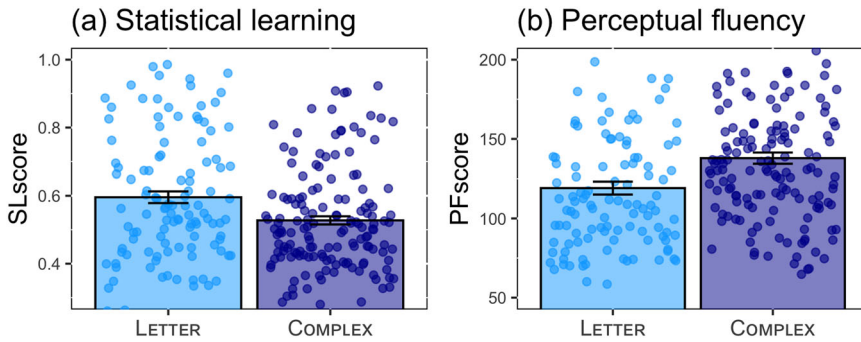 (a) Statistical learning
SLscore
1.0
0.8
0.6
0.4
LETTER
COMPLEX
(b) Perceptual fluency
PFscore
200
150
100
50
LETTER
COMPLEX